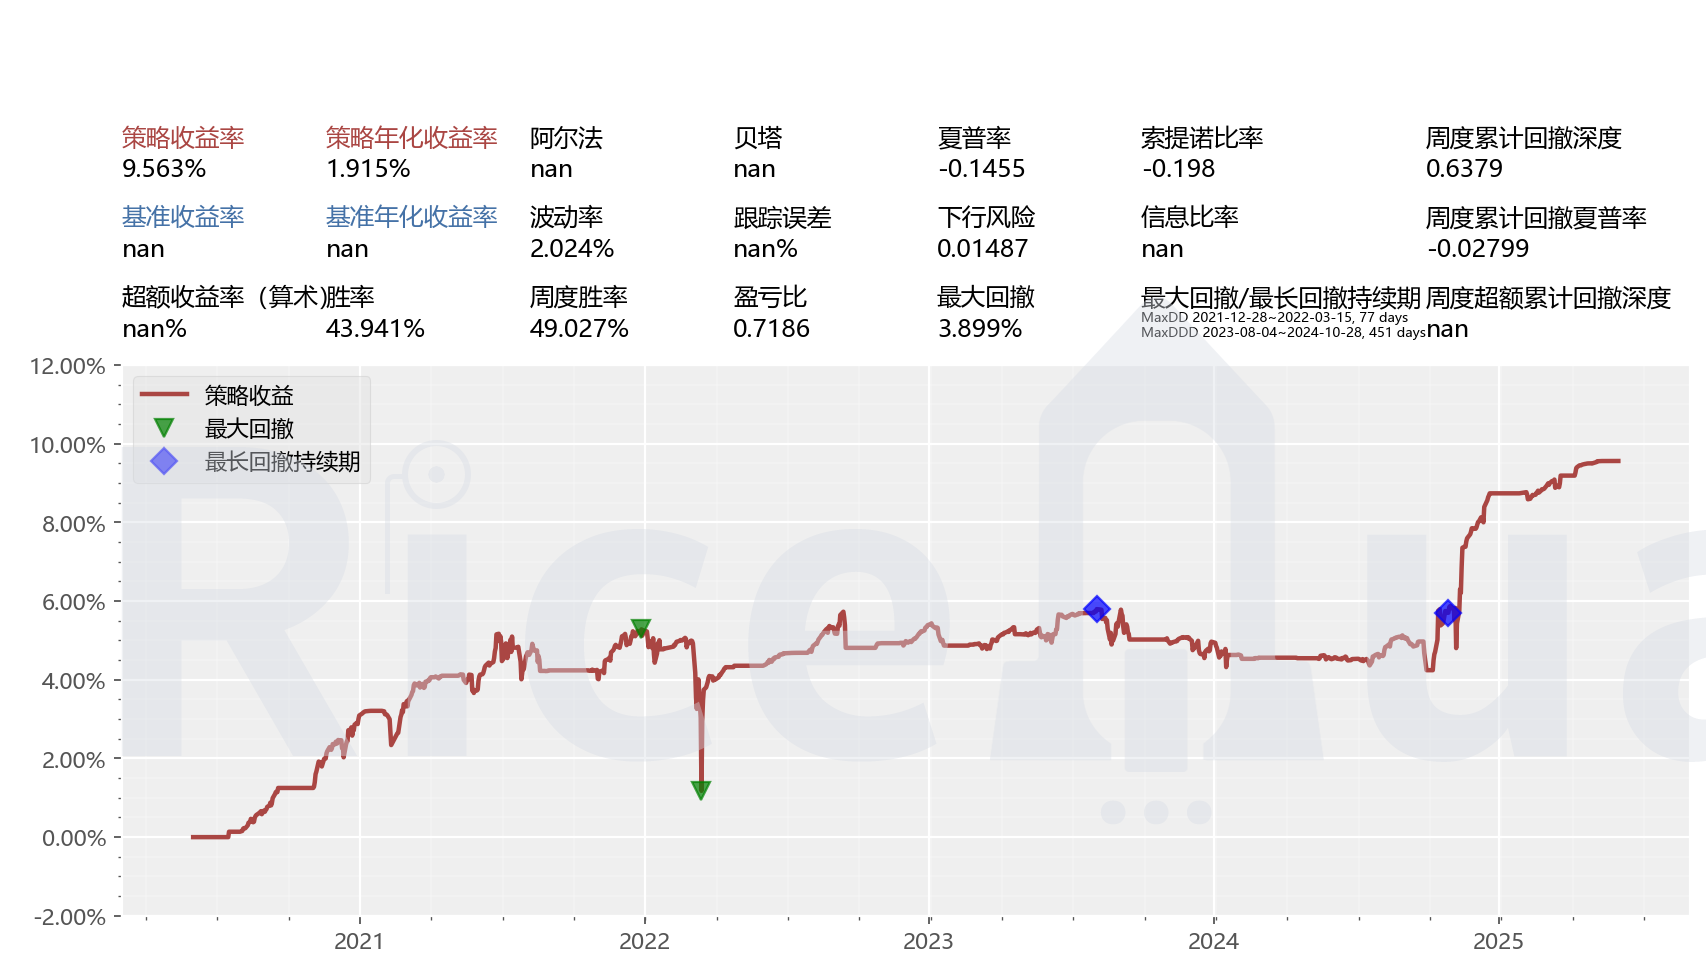 策略收益率 策略年化收益率 阿尔法 贝塔 夏普率 索提诺比率 周度累计回撤深度
9.563% 1.915% nan nan -0.1455 -0.198 0.6379
基准收益率 基准年化收益率 波动率 跟踪误差 下行风险 信息比率 周度累计回撤夏普率
nan nan 2.024% nan% 0.01487 nan -0.02799
超额收益率（算术）胜率 周度胜率 盈亏比 最大回撤 最大回撤/最长回撤持续期 周度超额累计回撤深度
nan% 43.941% 49.027% 0.7186 3.899% MaxDD 2021-12-28~2022-03-15, 77 days
MaxDDD 2023-08-04~2024-10-28, 451 days nan
12.00%
策略收益
最大回撤
10.00%
最长回撤持续期
8.00%
6.00%
4.00%
2.00%
0.00%
-2.00%
2021 2022 2023 2024 2025
Rice ua